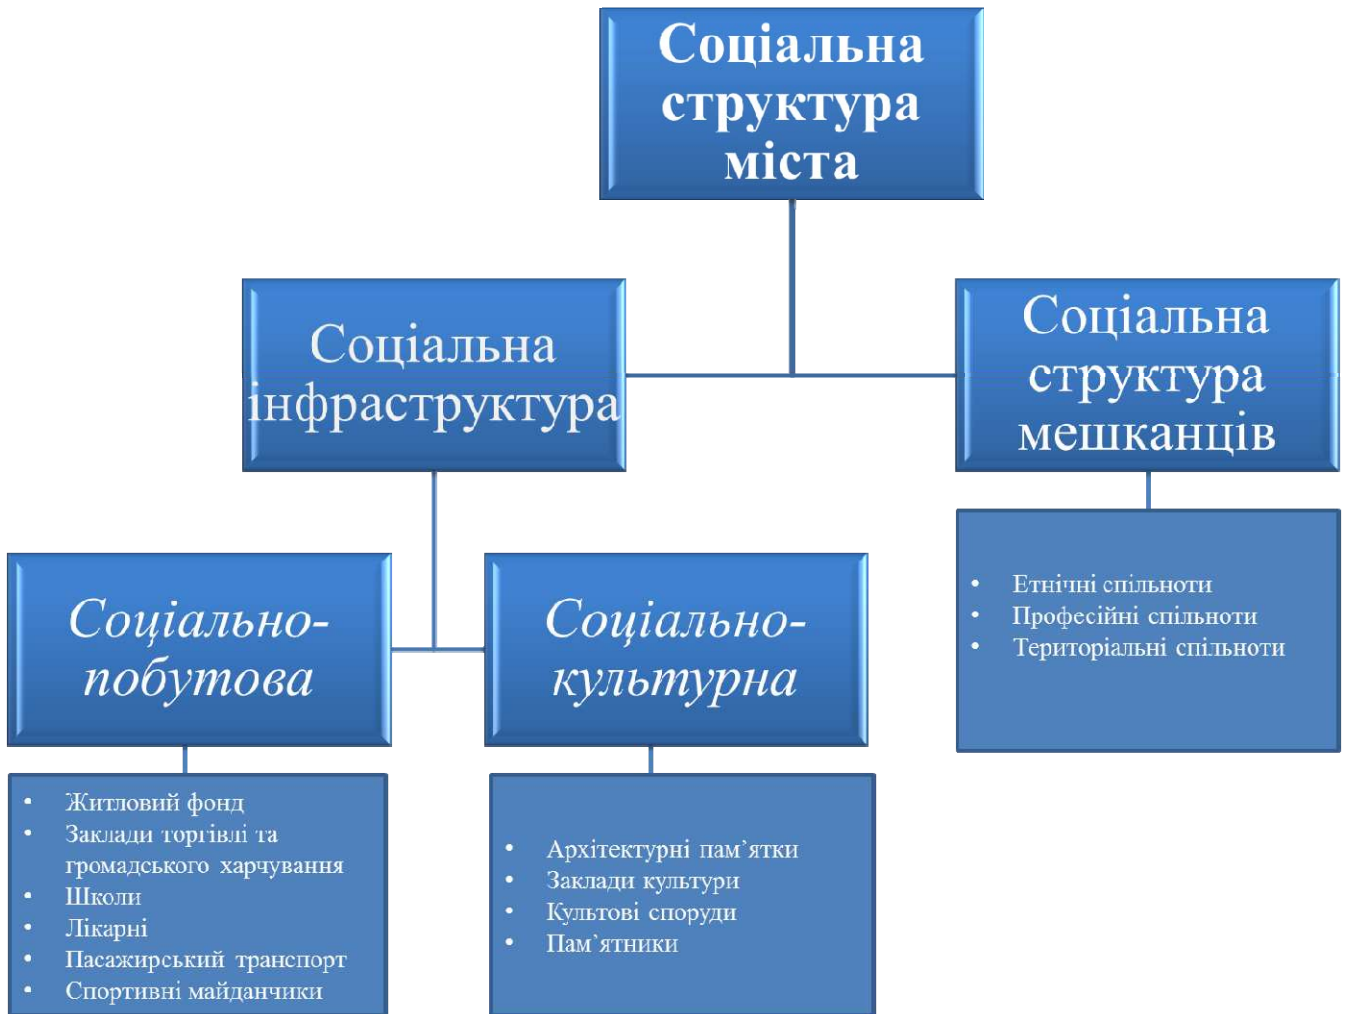 Соціальна
структура
міста
Соціальна
інфраструктура
Соціальна
структура
мешканців
Соціально-
побутова
Соціально-
культурна
• Етнічні спільноти
• Професійні спільноти
• Територіальні спільноти
• Житловий фонд
• Заклади торгівлі та
громадського харчування
• Школи
• Лікарні
• Пасажирський транспорт
• Спортивні майданчики
• Архітектурні пам’ятки
• Заклади культури
• Культові споруди
• Пам’ятники